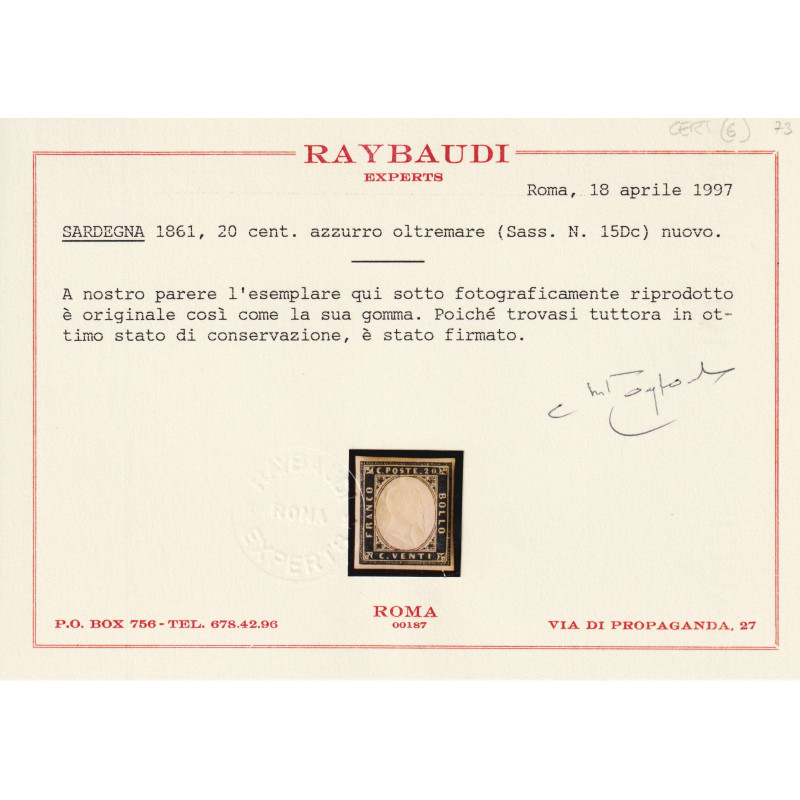 CERT (6) 73
RAYBAUDI
EXPERTS
Roma, 18 aprile 1997
SARDEGNA 1861, 20 cent. azzurro oltremare (Sass. N. 15Dc) nuovo.
A nostro parere l'esemplare qui sotto fotograficamente riprodotto
è originale così come la sua gomma. Poiché trovasi tuttora in ot-
timo stato di conservazione, è stato firmato.
RAYBAUDI
ROMA
EXPERTS
C. POSTE. 20
FRANCO
BOLLO
C. VENTI
ROMA
00187
P.O. BOX 756 - TEL. 678.42.96
VIA DI PROPAGANDA, 27